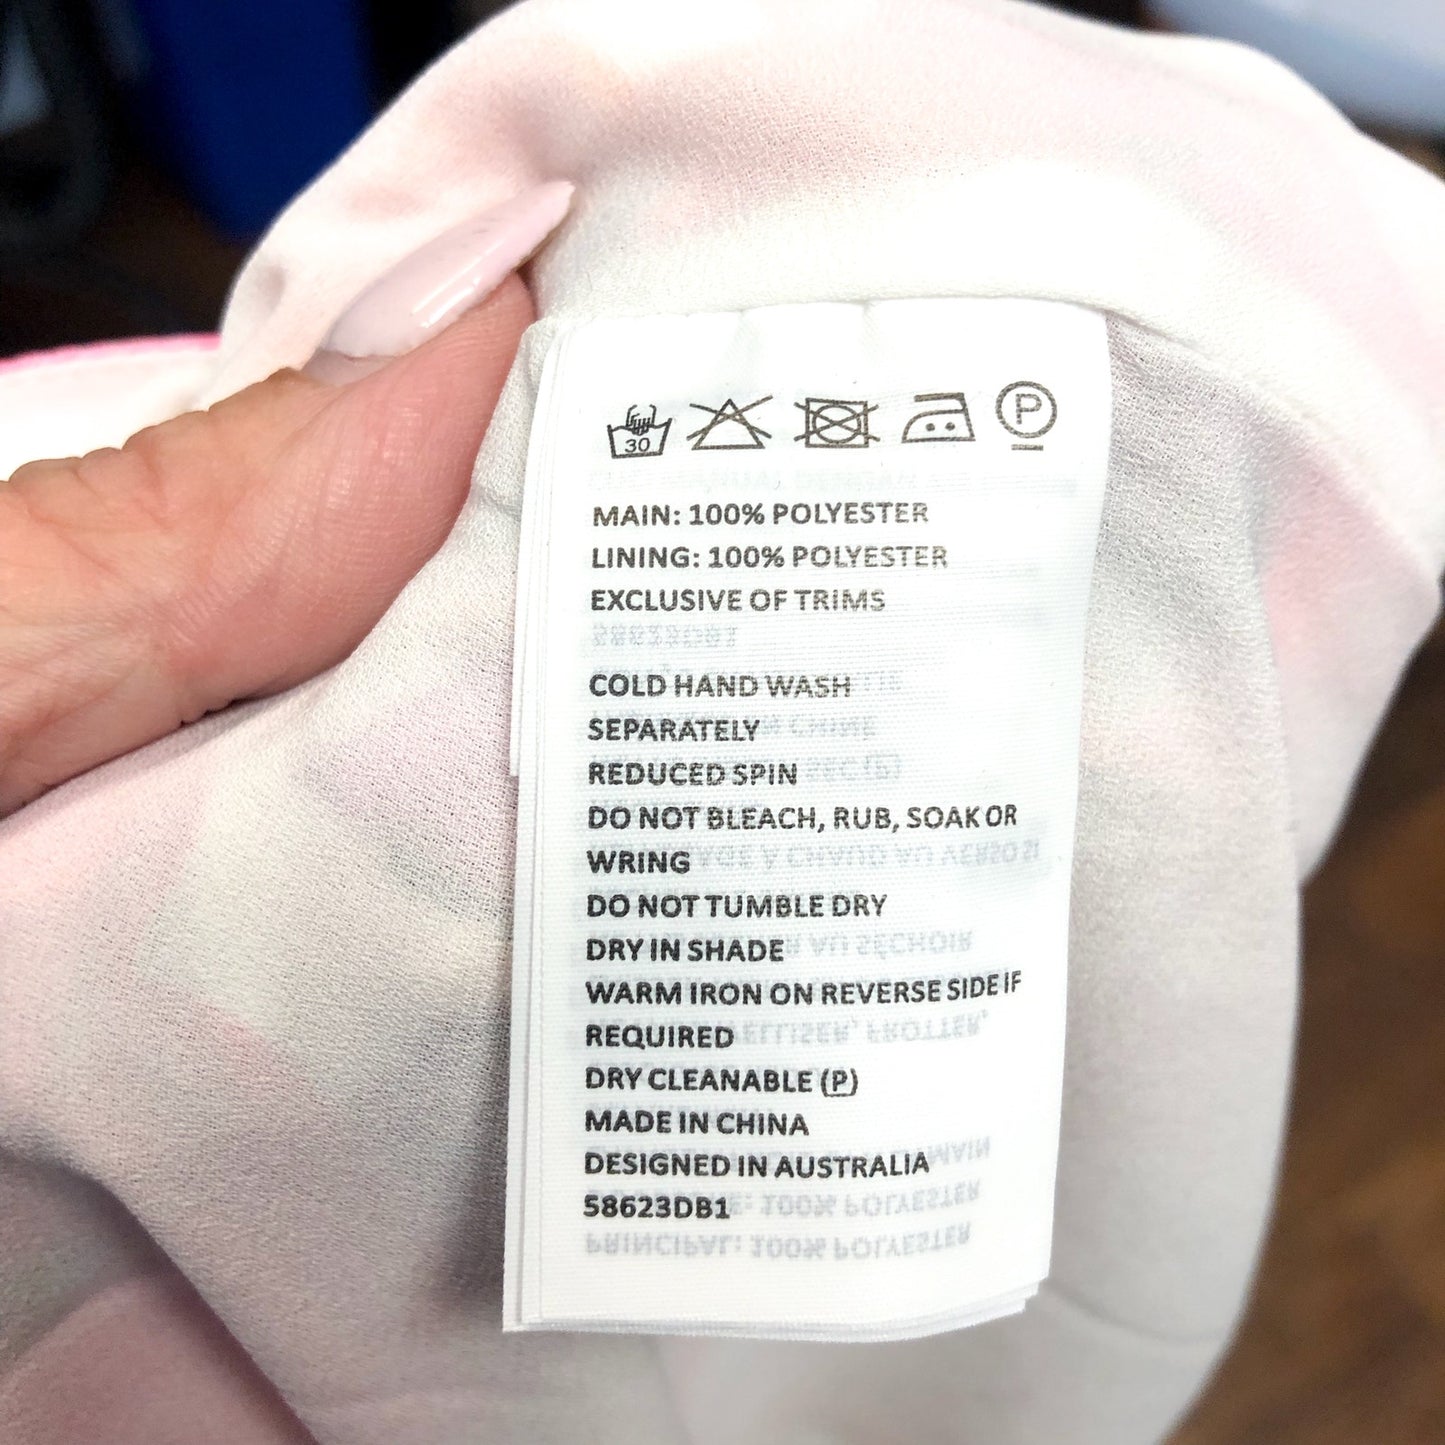 30 P
MAIN: 100% POLYESTER
LINING: 100% POLYESTER
EXCLUSIVE OF TRIMS
COLD HAND WASH
SEPARATELY
REDUCED SPIN
DO NOT BLEACH, RUB, SOAK OR
WRING
DO NOT TUMBLE DRY
DRY IN SHADE
WARM IRON ON REVERSE SIDE IF
REQUIRED
DRY CLEANABLE (P)
MADE IN CHINA
DESIGNED IN AUSTRALIA
58623DB1